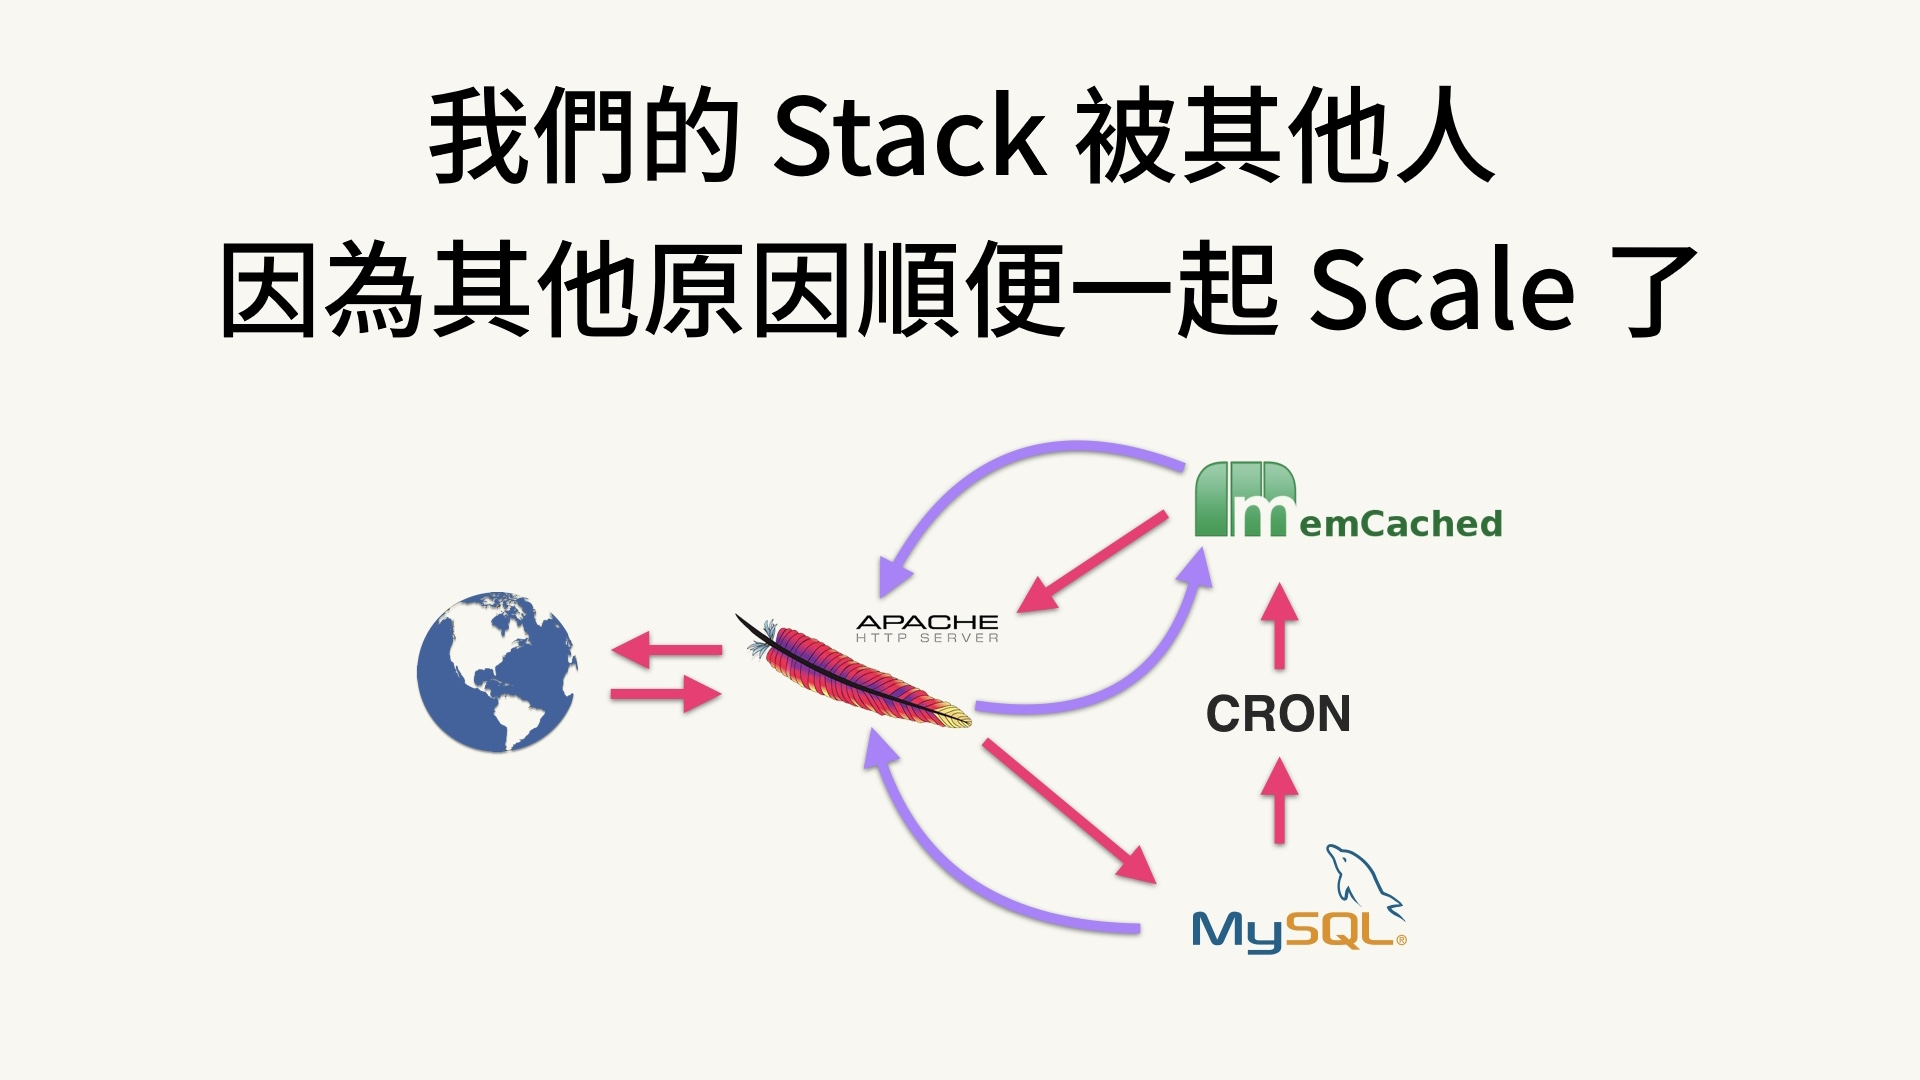 我們的 Stack 被其他人
因為其他原因順便一起 Scale 了
memCached
APACHE
HTTP SERVER
CRON
MySQL®